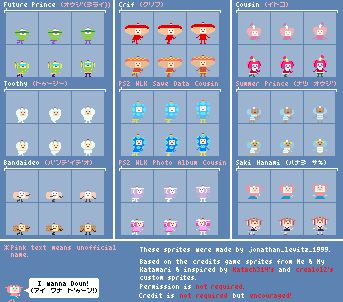 Future Prince (オウジ(ミライ))
Crif (クリフ)
Cousin (イトコ)
Toothy (トゥーシー)
PS2 WLK Save Data Cousin
Summer Prince (ナツ オウジ)
Bandaideo (バンデイデオ)
PS2 WLK Photo Album Cousin
Saki Hanami (ハナミ サキ)
※Pink text means unofficial
name.
I Wanna Doun!
(アイ ワナ ドゥーン!)
These sprites were made by jonathan_levitz_1999.
Based on the credits game sprites from Me & My
Katamari & inspired by
custom sprites.
Permission is not required.
Credit is not required but encouraged!